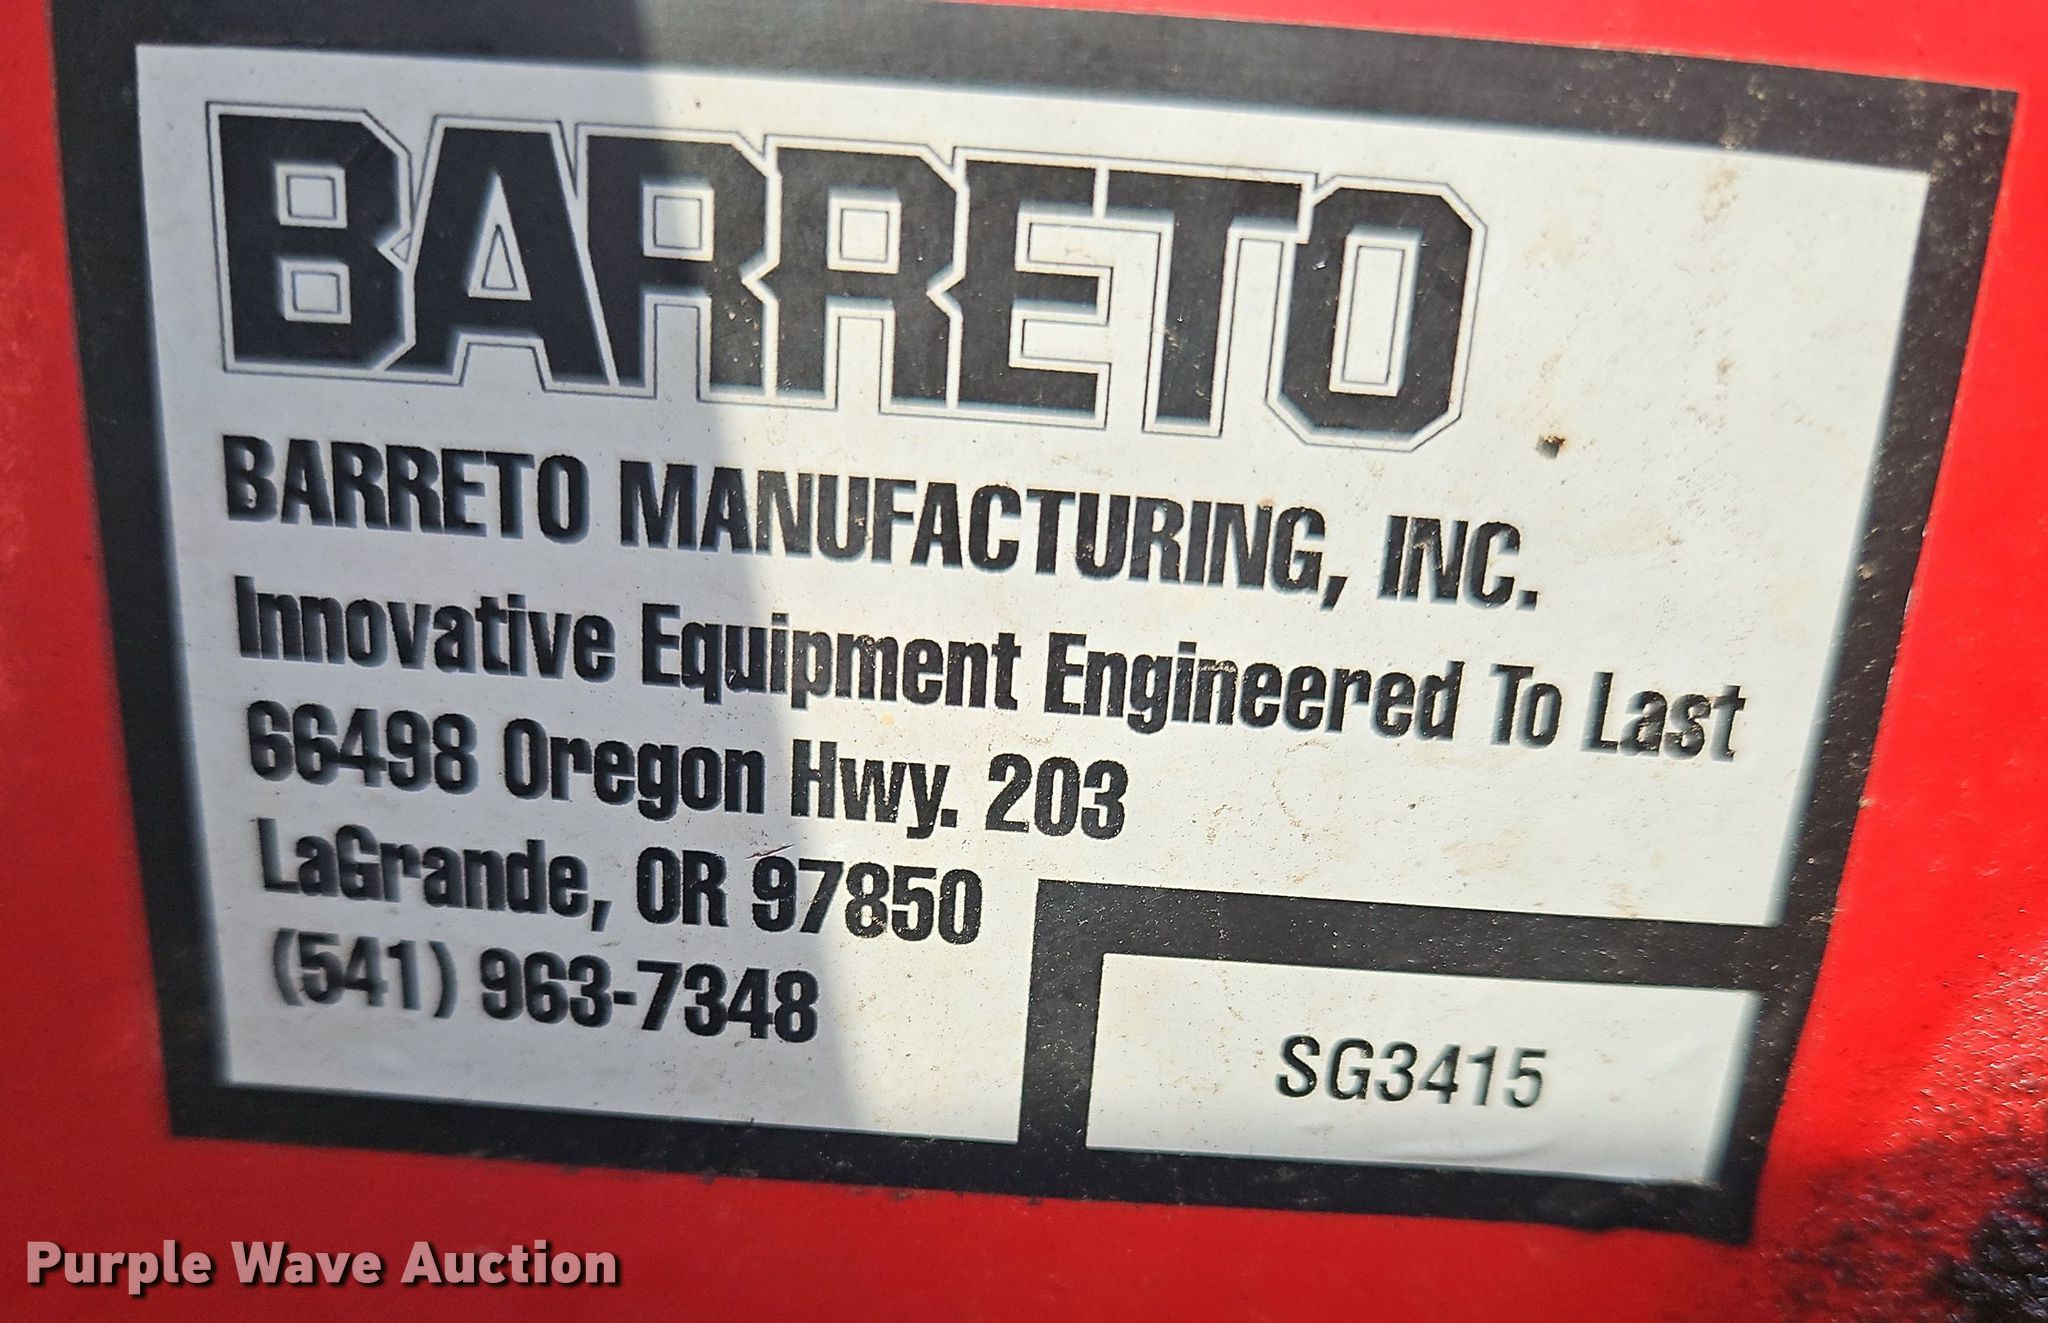 BARRETO
BARRETO MANUFACTURING, INC.
Innovative Equipment Engineered To Last
66498 Oregon Hwy. 203
LaGrande, OR 97850
(541) 963-7348
SG3415
Purple Wave Auction